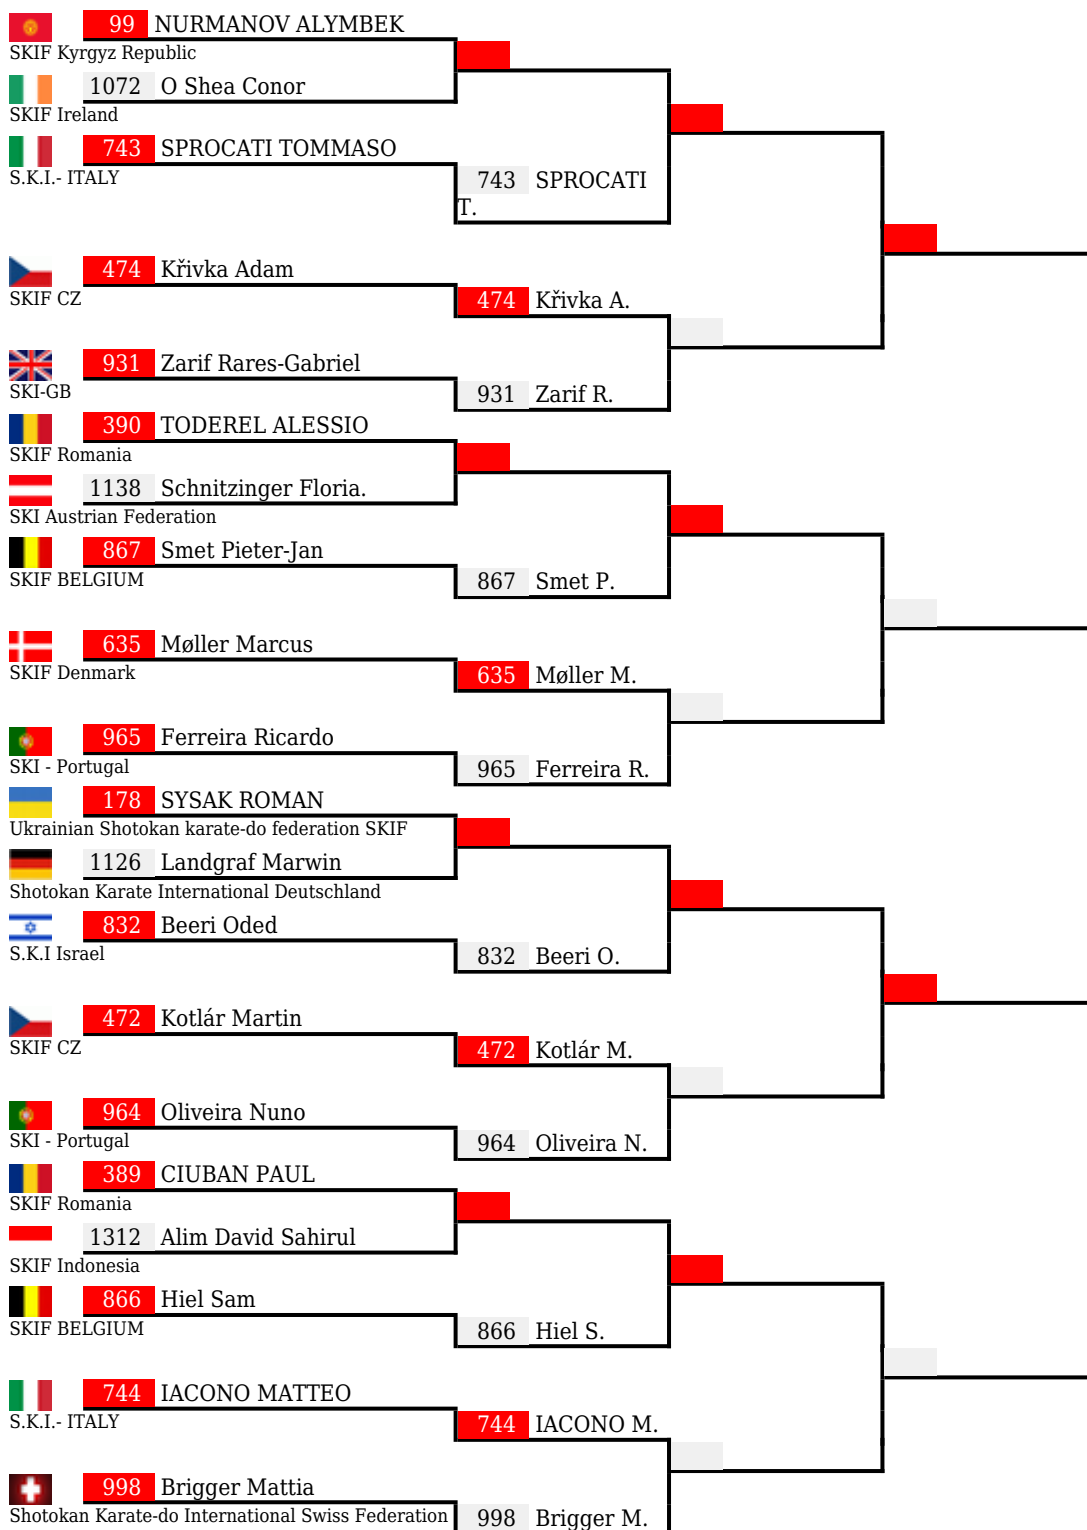 99 NURMANOV ALYMBEK
SKIF Kyrgyz Republic
1072 O Shea Conor
SKIF Ireland
743 SPROCATI TOMMASO
S.K.I.- ITALY
743 SPROCATI
T.
474 Křivka Adam
SKIF CZ
474 Křivka A.
931 Zarif Rares-Gabriel
SKI-GB
931 Zarif R.
390 TODEREL ALESSIO
SKIF Romania
1138 Schnitzinger Floria.
SKI Austrian Federation
867 Smet Pieter-Jan
SKIF BELGIUM
867 Smet P.
635 Møller Marcus
SKIF Denmark
635 Møller M.
965 Ferreira Ricardo
SKI - Portugal
965 Ferreira R.
178 SYSAK ROMAN
Ukrainian Shotokan karate-do federation SKIF
1126 Landgraf Marwin
Shotokan Karate International Deutschland
832 Beeri Oded
S.K.I Israel
832 Beeri O.
472 Kotlár Martin
SKIF CZ
472 Kotlár M.
964 Oliveira Nuno
SKI - Portugal
964 Oliveira N.
389 CIUBAN PAUL
SKIF Romania
1312 Alim David Sahirul
SKIF Indonesia
866 Hiel Sam
SKIF BELGIUM
866 Hiel S.
744 IACONO MATTEO
S.K.I.- ITALY
744 IACONO M.
998 Brigger Mattia
Shotokan Karate-do International Swiss Federation
998 Brigger M.